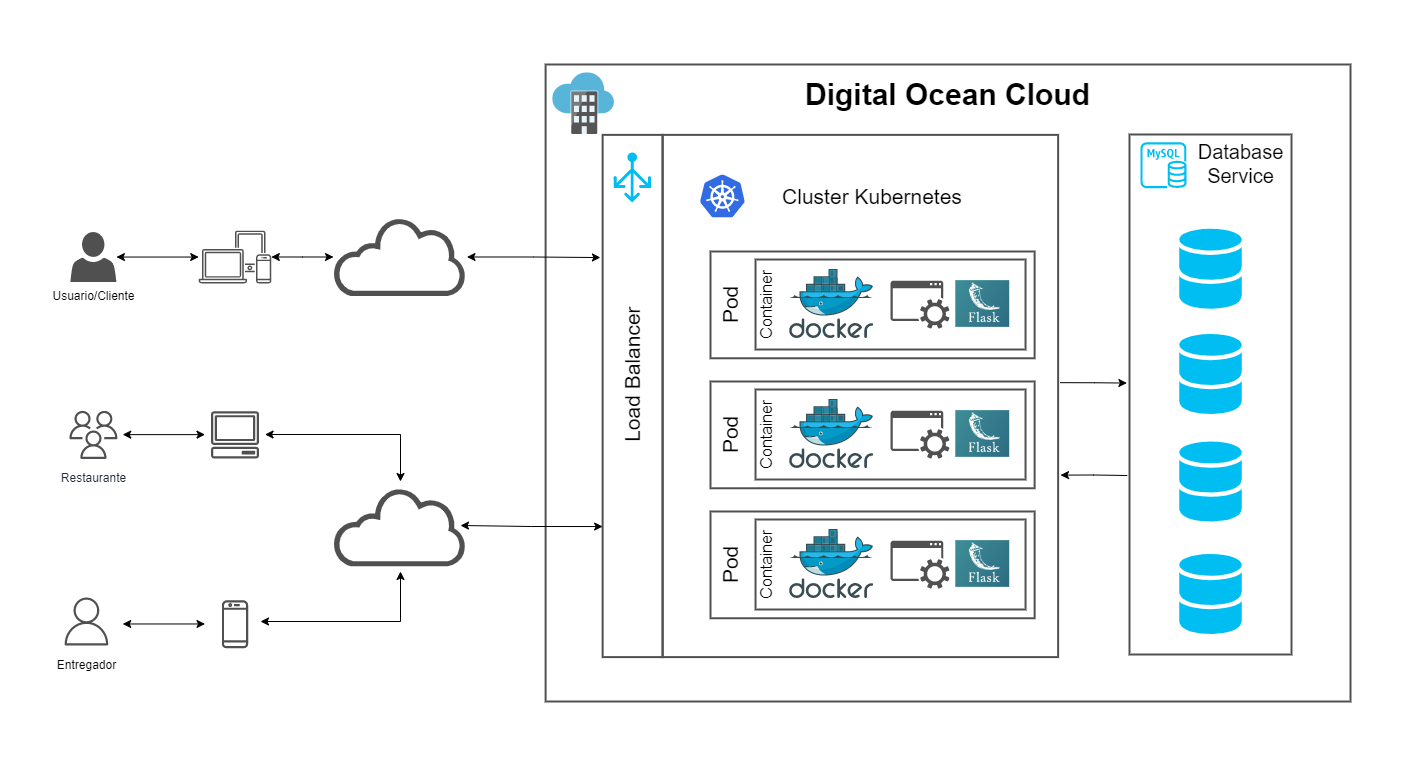 Digital Ocean Cloud
MySQL
Database
Service
Cluster Kubernetes
Load Balancer
Usuario/Cliente
Restaurante
Entregador
Pod
Container
docker
Flask
Pod
Container
docker
Flask
Pod
Container
docker
Flask